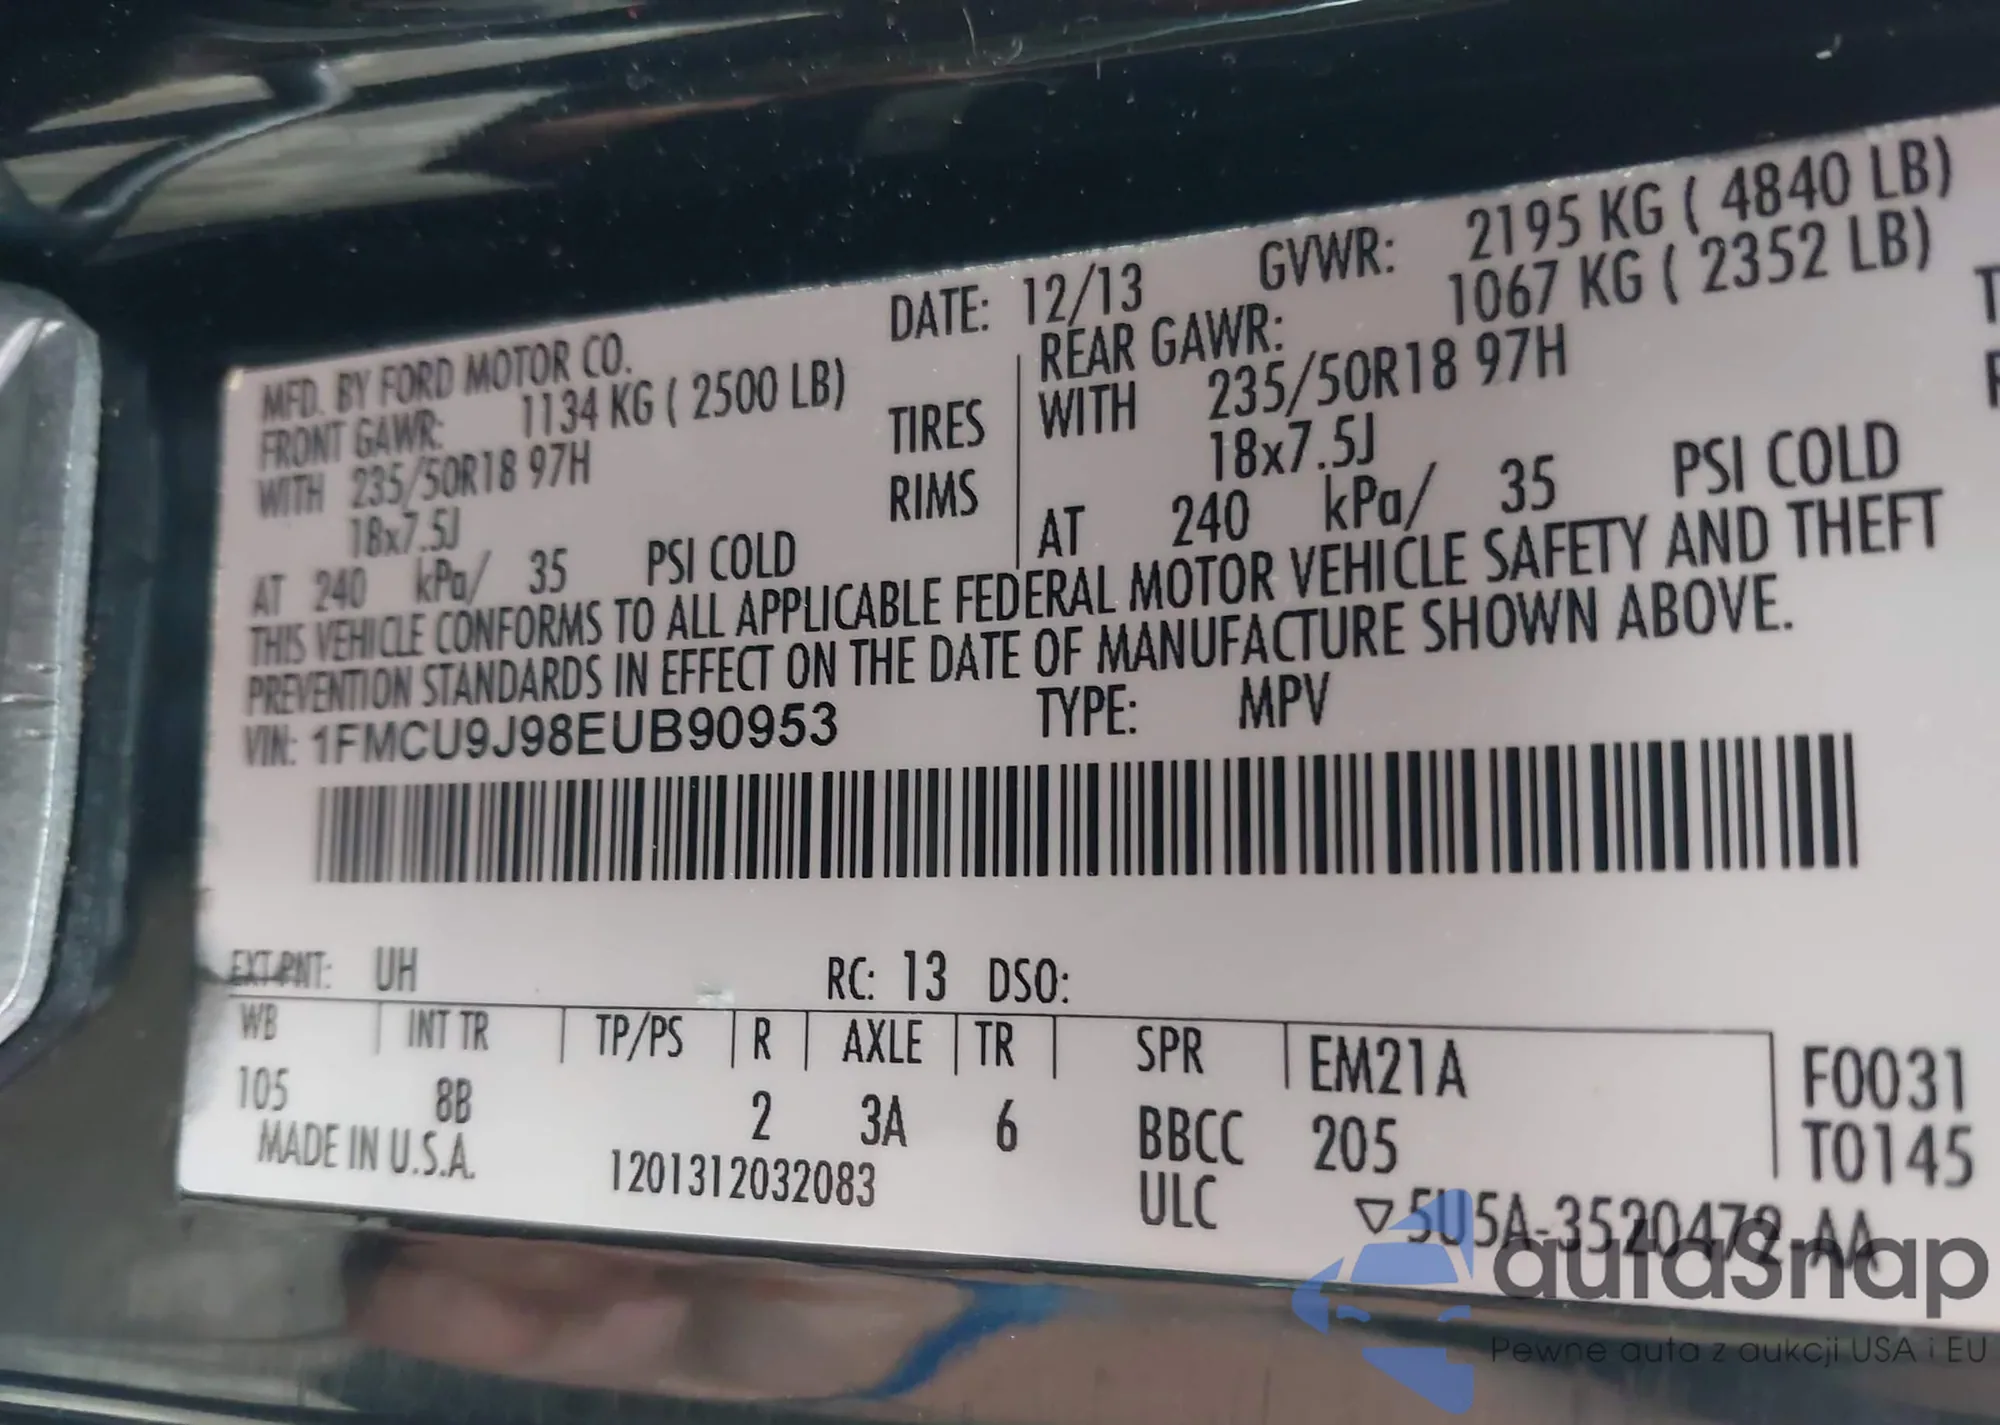 MFD. BY FORD MOTOR CO. DATE: 12/13 GVWR: 2195 KG ( 4840 LB)
FRONT GAWR: 1134 KG ( 2500 LB) REAR GAWR: 1067 KG ( 2352 LB)
WITH 235/50R18 97H TIRES WITH 235/50R18 97H
18x7.5J RIMS 18x7.5J
AT 240 kPa/ 35 PSI COLD AT 240 kPa/ 35 PSI COLD
THIS VEHICLE CONFORMS TO ALL APPLICABLE FEDERAL MOTOR VEHICLE SAFETY AND THEFT
PREVENTION STANDARDS IN EFFECT ON THE DATE OF MANUFACTURE SHOWN ABOVE.
VIN: 1FMCU9J98EUB90953 TYPE: MPV
EXT PNT: UH RC: 13 DSO:
WB INT TR TP/PS R AXLE TR SPR EM21A F0031
105 8B 2 3A 6 BBCC 205 T0145
MADE IN U.S.A. 1201312032083 ULC ▽5U5A-3520472-AA
autaSnap
Pewne auta z aukcji USA i EU